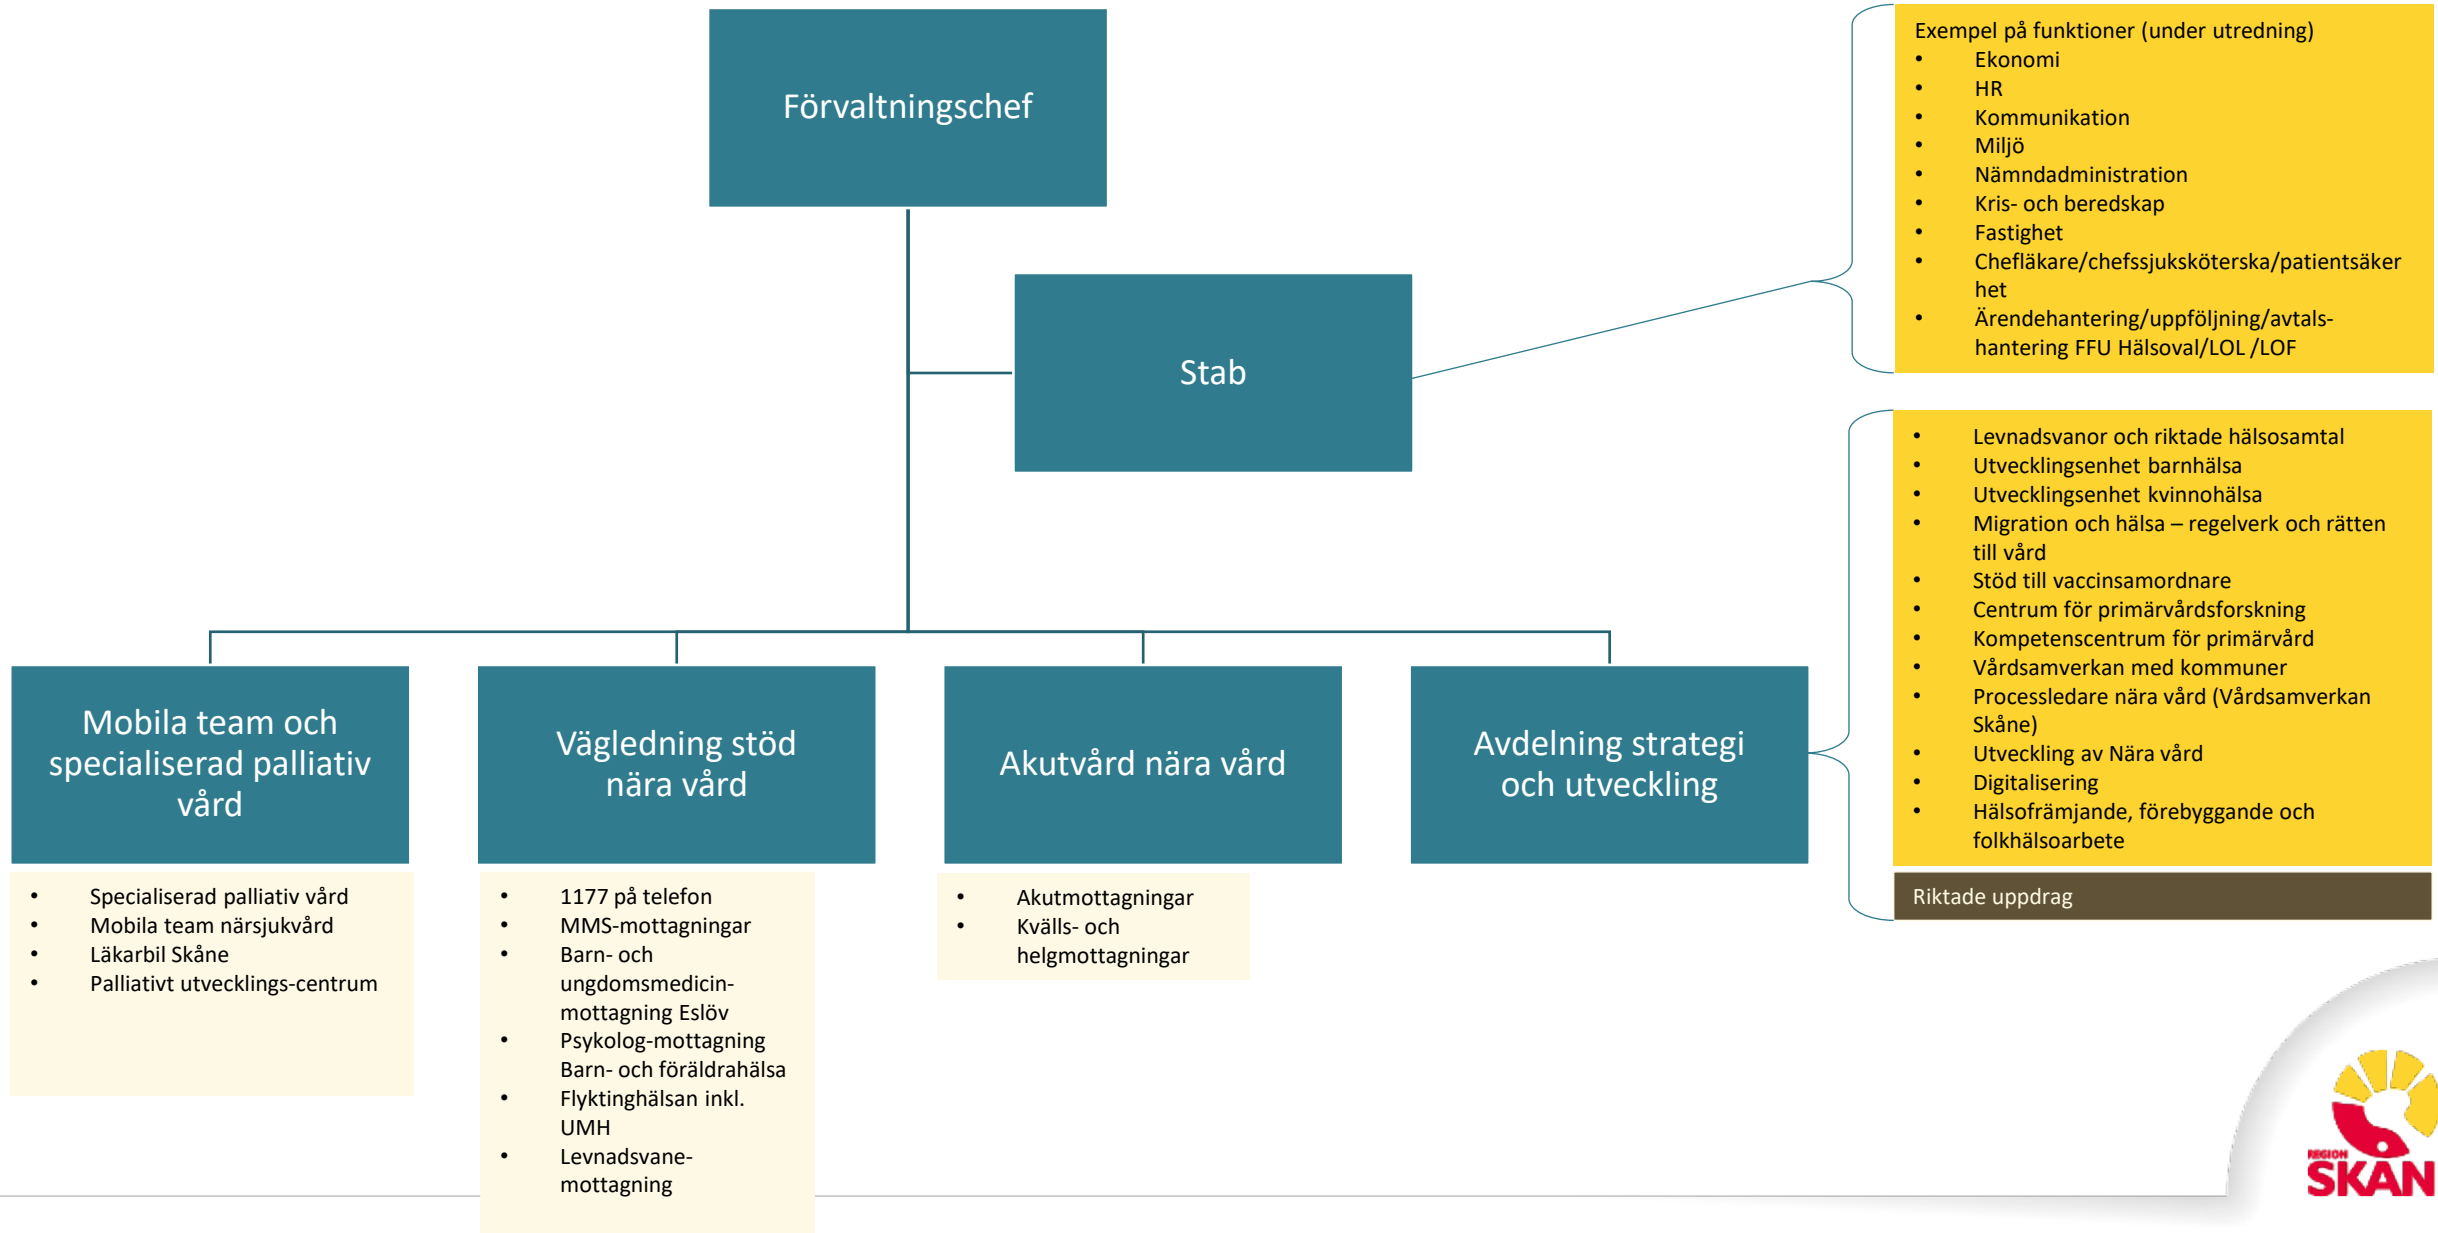 Förvaltningschef
Stab
Exempel på funktioner (under utredning)
• Ekonomi
• HR
• Kommunikation
• Miljö
• Nämndadministration
• Kris- och beredskap
• Fastighet
• Chefläkare/chefssjuksköterska/patientsäker
het
• Ärendehantering/uppföljning/avtals-
hantering FFU Hälsoval/LOL /LOF
• Levnadsvanor och riktade hälsosamtal
• Utvecklingsenhet barnhälsa
• Utvecklingsenhet kvinnohälsa
• Migration och hälsa – regelverk och rätten
till vård
• Stöd till vaccinsamordnare
• Centrum för primärvårdsforskning
• Kompetenscentrum för primärvård
• Vårdsamverkan med kommuner
• Processledare nära vård (Vårdsamverkan
Skåne)
• Utveckling av Nära vård
• Digitalisering
• Hälsofrämjande, förebyggande och
folkhälsoarbete
Riktade uppdrag
Mobila team och
specialiserad palliativ
vård
• Specialiserad palliativ vård
• Mobila team närsjukvård
• Läkarbil Skåne
• Palliativt utvecklings-centrum
Vägledning stöd
nära vård
• 1177 på telefon
• MMS-mottagningar
• Barn- och
ungdomsmedicin-
mottagning Eslöv
• Psykolog-mottagning
Barn- och föräldrahälsa
• Flyktinghälsan inkl.
UMH
• Levnadsvane-
mottagning
Akutvård nära vård
• Akutmottagningar
• Kvälls- och
helgmottagningar
Avdelning strategi
och utveckling
REGION
SKÅN